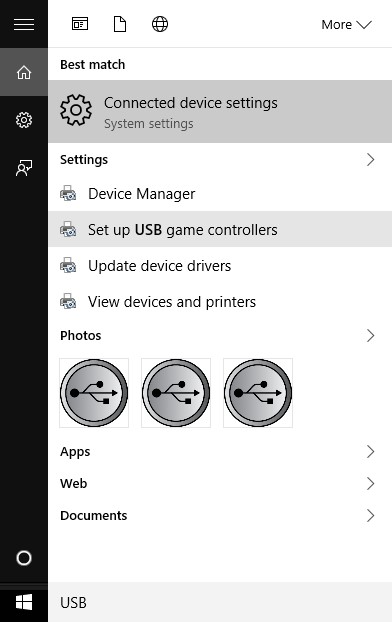 More
Best match
Connected device settings
System settings
Settings
Device Manager
Set up USB game controllers
Update device drivers
View devices and printers
Photos
Apps
Web
Documents
USB